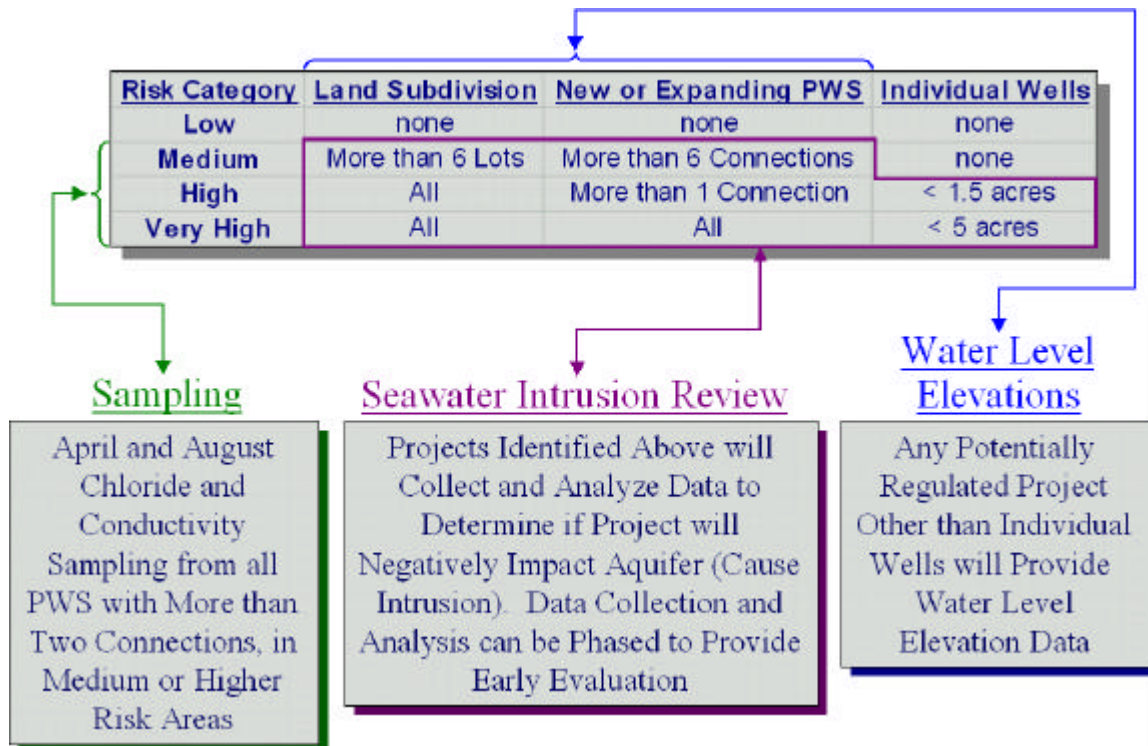 Risk Category Land Subdivision New or Expanding PWS Individual Wells
Low none none none
Medium More than 6 Lots More than 6 Connections none
High All More than 1 Connection < 1.5 acres
Very High All All < 5 acres
Sampling
April and August
Chloride and
Conductivity
Sampling from all
PWS with More than
Two Connections, in
Medium or Higher
Risk Areas
Seawater Intrusion Review
Projects Identified Above will
Collect and Analyze Data to
Determine if Project will
Negatively Impact Aquifer (Cause
Intrusion). Data Collection and
Analysis can be Phased to Provide
Early Evaluation
Water Level
Elevations
Any Potentially
Regulated Project
Other than Individual
Wells will Provide
Water Level
Elevation Data